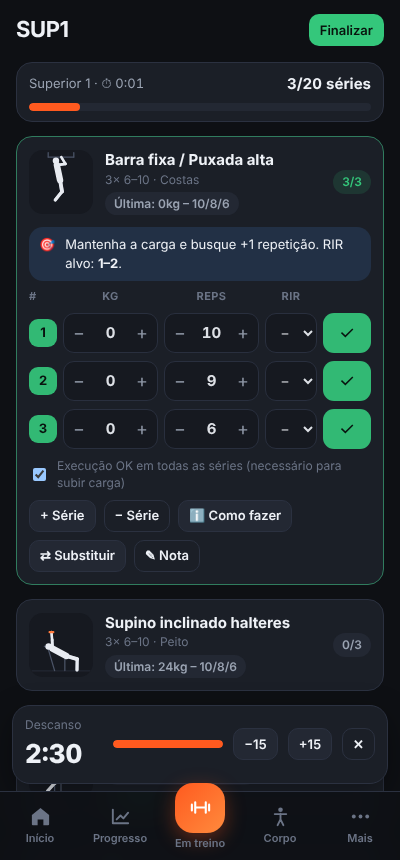 SUP1
Finalizar
Superior 1 · ⏱ 0:01
3/20 séries
Barra fixa / Puxada alta
3× 6–10 · Costas
Última: 0kg – 10/8/6
3/3
🎯 Mantenha a carga e busque +1 repetição. RIR
alvo: 1–2.
# KG REPS RIR
1 − 0 + − 10 + – ✓
2 − 0 + − 9 + – ✓
3 − 0 + − 6 + – ✓
Execução OK em todas as séries (necessário para
subir carga)
+ Série
− Série
ℹ️ Como fazer
⇄ Substituir
✎ Nota
Supino inclinado halteres
3× 6–10 · Peito
Última: 24kg – 10/8/6
0/3
Descanso
2:30
−15
+15
✕
Início
Progresso
Em treino
Corpo
Mais